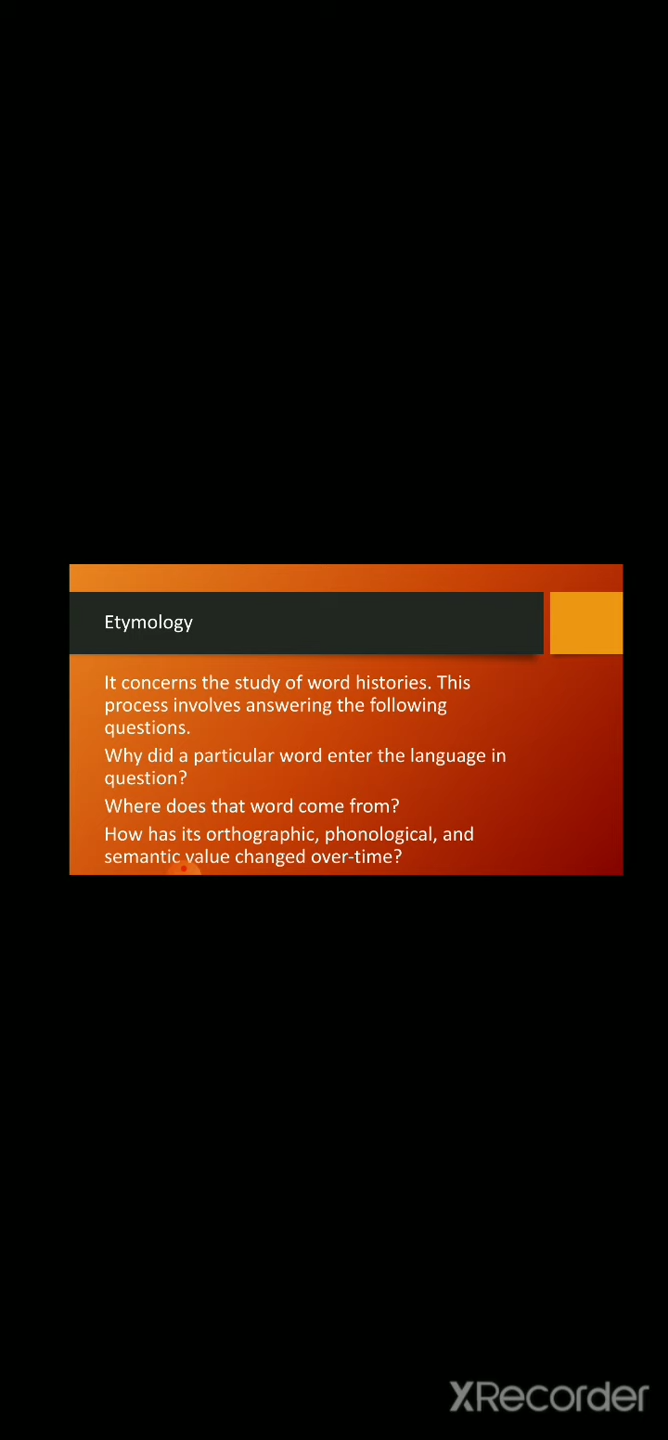 Etymology
It concerns the study of word histories. This
process involves answering the following
questions.
Why did a particular word enter the language in
question?
Where does that word come from?
How has its orthographic, phonological, and
semantic value changed over-time?
XRecorder